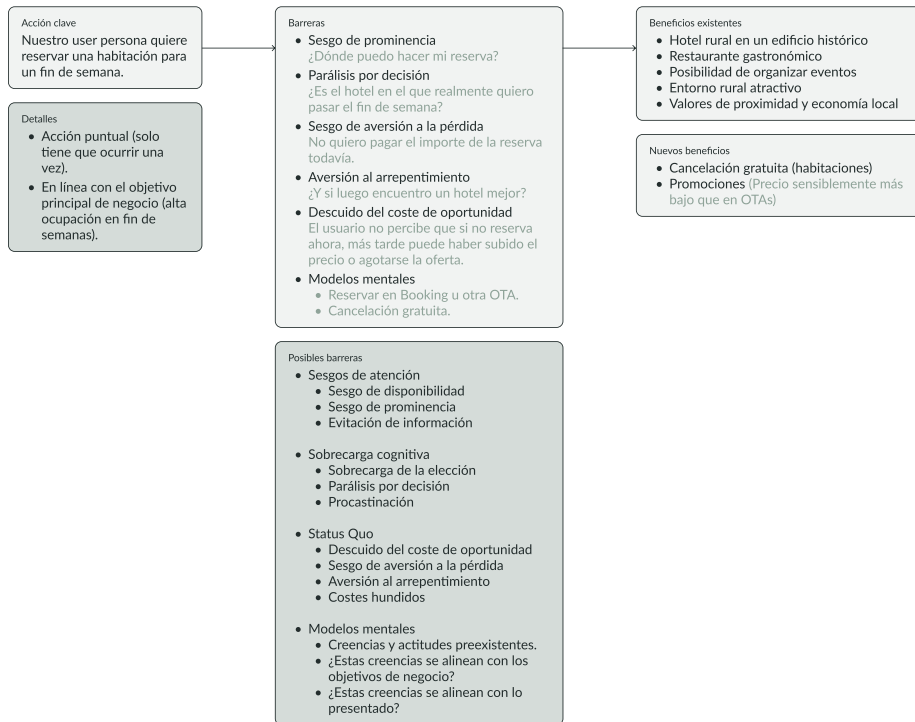 Acción clave
Nuestro user persona quiere
reservar una habitación para
un fin de semana.
Detalles
• Acción puntual (solo
tiene que ocurrir una
vez).
• En línea con el objetivo
principal de negocio (alta
ocupación en fin de
semanas).
Barreras
• Sesgo de prominencia
¿Dónde puedo hacer mi reserva?
• Parálisis por decisión
¿Es el hotel en el que realmente quiero
pasar el fin de semana?
• Sesgo de aversión a la pérdida
No quiero pagar el importe de la reserva
todavía.
• Aversión al arrepentimiento
¿Y si luego encuentro un hotel mejor?
• Descuido del coste de oportunidad
El usuario no percibe que si no reserva
ahora, más tarde puede haber subido el
precio o agotarse la oferta.
• Modelos mentales
• Reservar en Booking u otra OTA.
• Cancelación gratuita.
Posibles barreras
• Sesgos de atención
• Sesgo de disponibilidad
• Sesgo de prominencia
• Evitación de información
• Sobrecarga cognitiva
• Sobrecarga de la elección
• Parálisis por decisión
• Procastinación
• Status Quo
• Descuido del coste de oportunidad
• Sesgo de aversión a la pérdida
• Aversión al arrepentimiento
• Costes hundidos
• Modelos mentales
• Creencias y actitudes preexistentes.
• ¿Estas creencias se alinean con los
objetivos de negocio?
• ¿Estas creencias se alinean con lo
presentado?
Beneficios existentes
• Hotel rural en un edificio histórico
• Restaurante gastronómico
• Posibilidad de organizar eventos
• Entorno rural atractivo
• Valores de proximidad y economía local
Nuevos beneficios
• Cancelación gratuita (habitaciones)
• Promociones (Precio sensiblemente más
bajo que en OTAs)